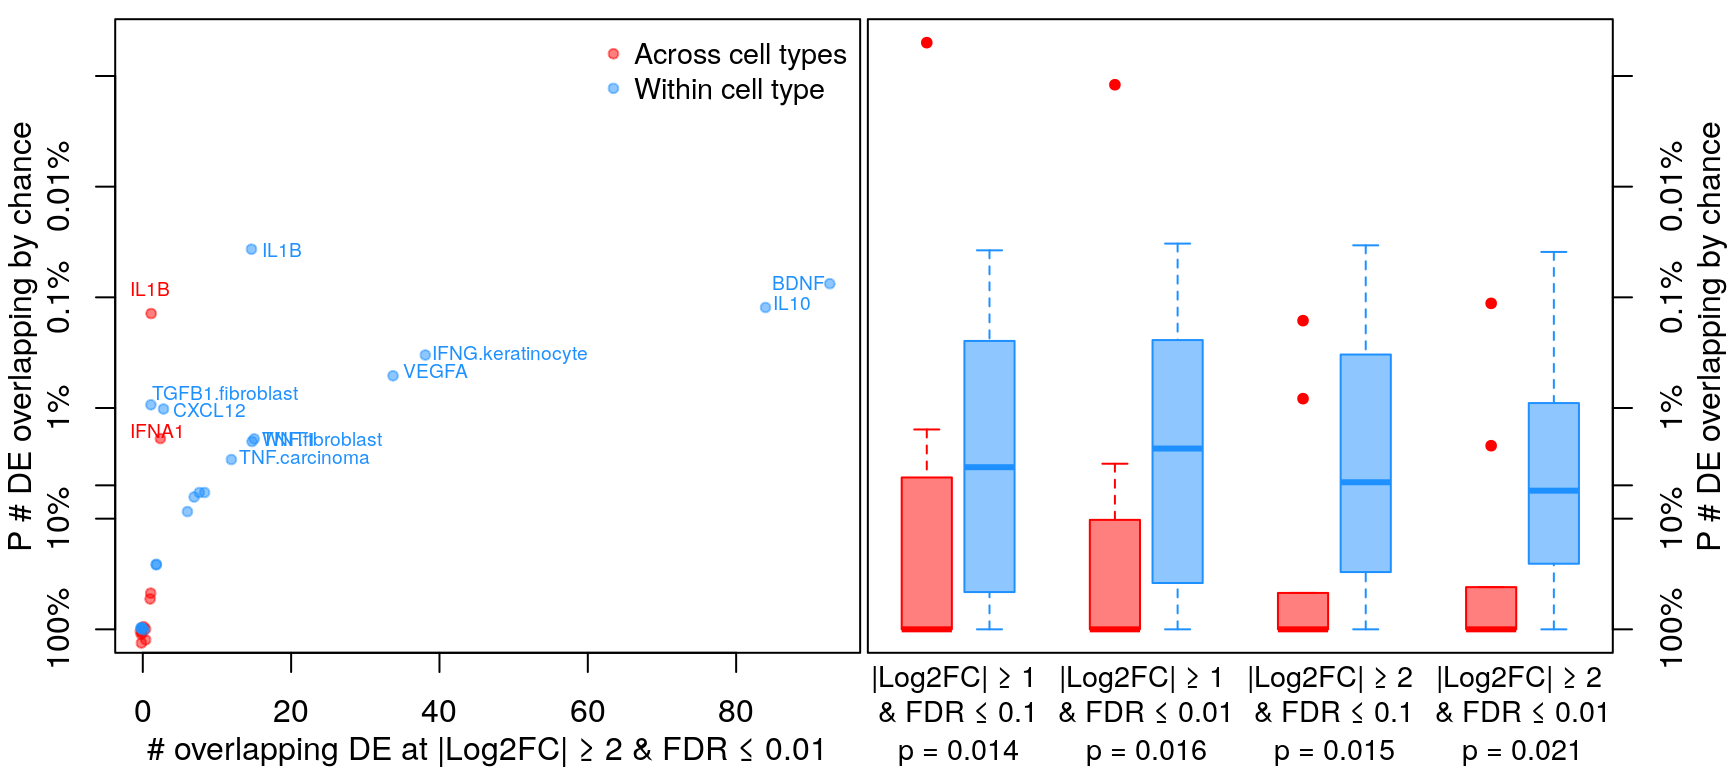 P # DE overlapping by chance
100%
10%
1%
0.1%
0.01%
Across cell types
Within cell type
IL1B
IL1B
BDNF
IL10
IFNG.keratinocyte
VEGFA
TGFB1.fibroblast
CXCL12
IFNA1
TNF.carcinoma
0 20 40 60 80
# overlapping DE at |Log2FC| ≥ 2 & FDR ≤ 0.01
|Log2FC| ≥ 1
& FDR ≤ 0.1
p = 0.014
|Log2FC| ≥ 1
& FDR ≤ 0.01
p = 0.016
|Log2FC| ≥ 2
& FDR ≤ 0.1
p = 0.015
|Log2FC| ≥ 2
& FDR ≤ 0.01
p = 0.021
100%
10%
1%
0.1%
0.01%
P # DE overlapping by chance